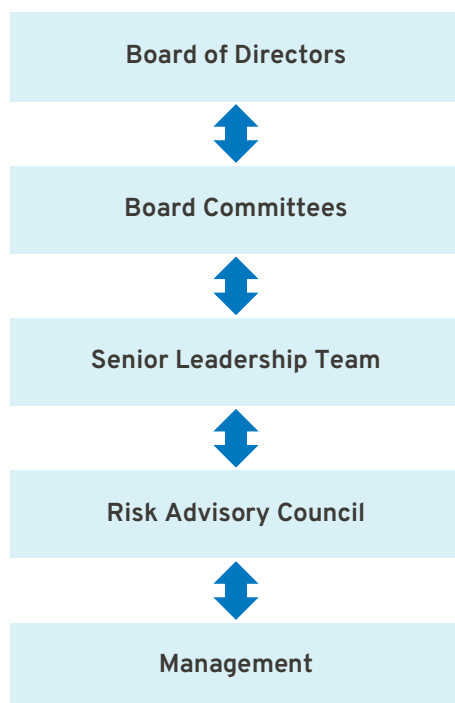 Board of Directors
Board Committees
Senior Leadership Team
Risk Advisory Council
Management